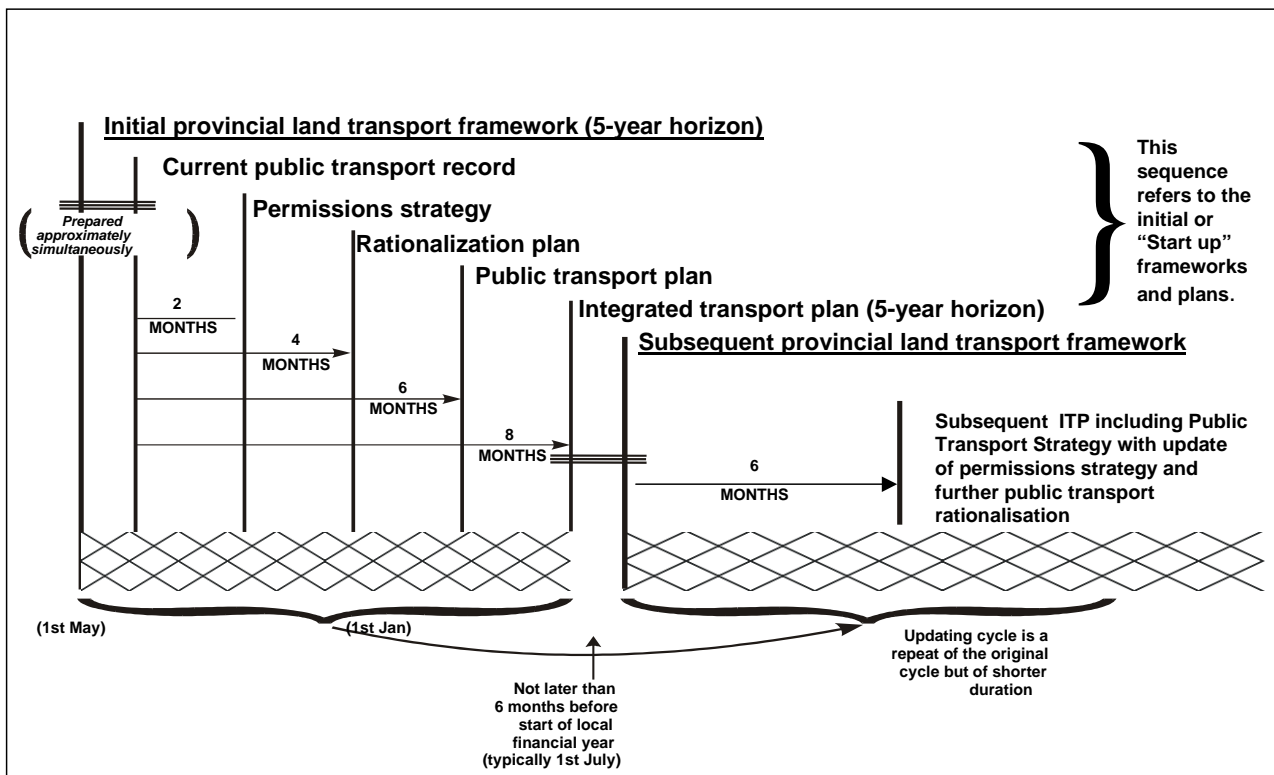 Initial provincial land transport framework (5-year horizon)
Current public transport record
Prepared
approximately
simultaneously
Permissions strategy
Rationalization plan
Public transport plan
Integrated transport plan (5-year horizon)
Subsequent provincial land transport framework
This
sequence
refers to the
initial or
“Start up”
frameworks
and plans.
2
MONTHS
4
MONTHS
6
MONTHS
8
MONTHS
6
MONTHS
Subsequent ITP including Public
Transport Strategy with update
of permissions strategy and
further public transport
rationalisation
(1st May)
(1st Jan)
Not later than
6 months before
start of local
financial year
(typically 1st July)
Updating cycle is a
repeat of the original
cycle but of shorter
duration